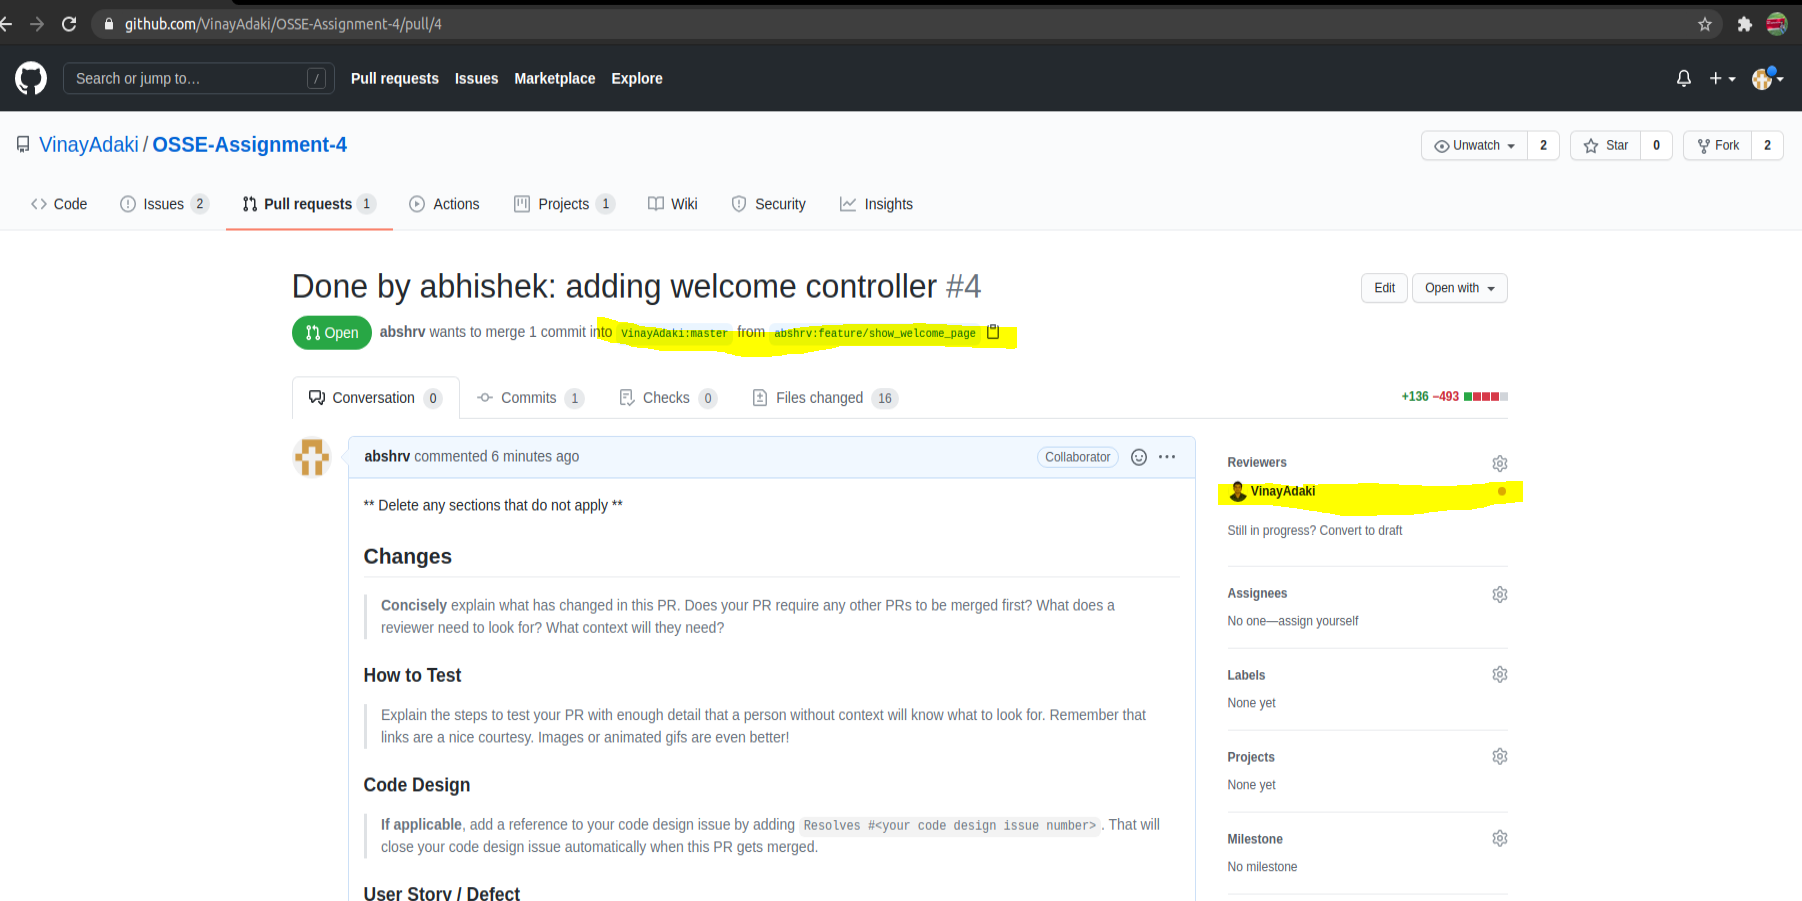 github.com/VinayAdaki/OSSE-Assignment-4/pull/4
Search or jump to… /
Pull requests Issues Marketplace Explore
VinayAdaki / OSSE-Assignment-4
Unwatch 2 Star 0 Fork 2
Code Issues 2 Pull requests 1 Actions Projects 1 Wiki Security Insights
Done by abhishek: adding welcome controller #4
Edit Open with
Open abshrv wants to merge 1 commit into VinayAdaki:master from abshrv:feature/show_welcome_page
Conversation 0 Commits 1 Checks 0 Files changed 16
+136 −493
abshrv commented 6 minutes ago Collaborator
** Delete any sections that do not apply **
Changes
Concisely explain what has changed in this PR. Does your PR require any other PRs to be merged first? What does a
reviewer need to look for? What context will they need?
How to Test
Explain the steps to test your PR with enough detail that a person without context will know what to look for. Remember that
links are a nice courtesy. Images or animated gifs are even better!
Code Design
If applicable, add a reference to your code design issue by adding Resolves #<your code design issue number>. That will
close your code design issue automatically when this PR gets merged.
User Story / Defect
Reviewers
VinayAdaki
Still in progress? Convert to draft
Assignees
No one—assign yourself
Labels
None yet
Projects
None yet
Milestone
No milestone